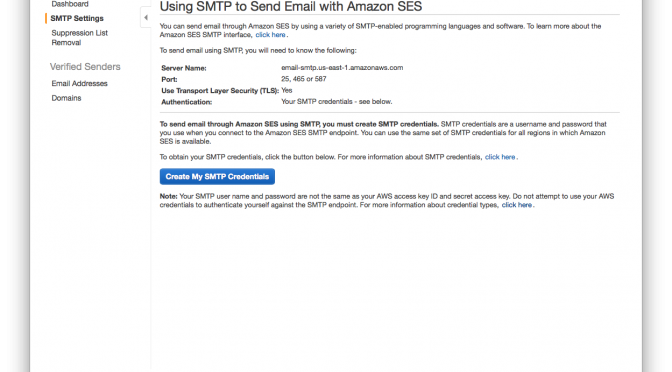 Dashboard
SMTP Settings
Suppression List
Removal
Verified Senders
Email Addresses
Domains
Using SMTP to Send Email with Amazon SES
You can send email through Amazon SES by using a variety of SMTP-enabled programming languages and software. To learn more about the
Amazon SES SMTP interface, click here.
To send email using SMTP, you will need to know the following:
Server Name: email-smtp.us-east-1.amazonaws.com
Port: 25, 465 or 587
Use Transport Layer Security (TLS): Yes
Authentication: Your SMTP credentials - see below.
To send email through Amazon SES using SMTP, you must create SMTP credentials. SMTP credentials are a username and password that
you use when you connect to the Amazon SES SMTP endpoint. You can use the same set of SMTP credentials for all regions in which Amazon
SES is available.
To obtain your SMTP credentials, click the button below. For more information about SMTP credentials, click here.
Create My SMTP Credentials
Note: Your SMTP user name and password are not the same as your AWS access key ID and secret access key. Do not attempt to use your AWS
credentials to authenticate yourself against the SMTP endpoint. For more information about credential types, click here.